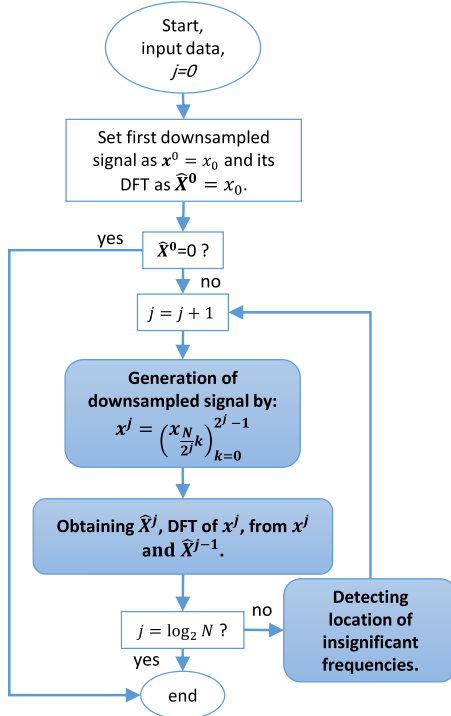 Start,
input data,
j=0
Set first downsampled
signal as x⁰ = x₀ and its
DFT as X̂⁰ = x₀.
yes
X̂⁰=0 ?
no
j = j + 1
Generation of
downsampled signal by:
xʲ = (x_{N/2ʲ k})_{k=0}^{2ʲ−1}
Obtaining X̂ʲ, DFT of xʲ, from xʲ
and X̂ʲ⁻¹.
j = log₂ N ?
no
Detecting
location of
insignificant
frequencies.
yes
end